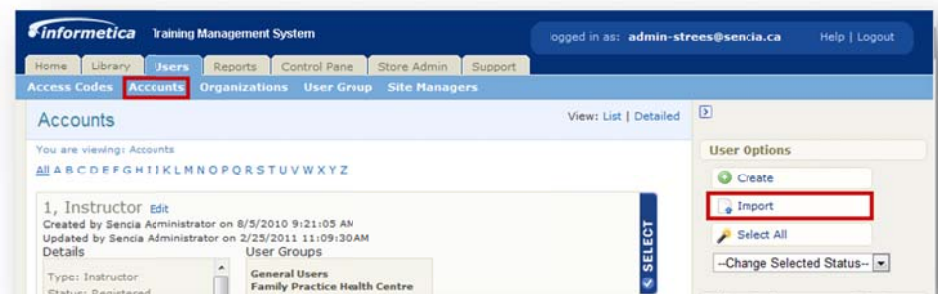 informetica Training Management System
ogged in as: admin-strees@sencia.ca Help | Logout
Home Library Users Reports Control Pane Store Admin Support
Access Codes Accounts Organizations User Group Site Managers
Accounts
View: List | Detailed
You are viewing: Accounts
All A B C D E F G H I J K L M N O P Q R S T U V W X Y Z
1, Instructor Edit
Created by Sencia Administrator on 8/5/2010 9:21:05 AM
Updated by Sencia Administrator on 2/25/2011 11:09:30 AM
Details User Groups
Type: Instructor
Status: Registered
General Users
Family Practice Health Centre
SELECT
User Options
Create
Import
Select All
--Change Selected Status--